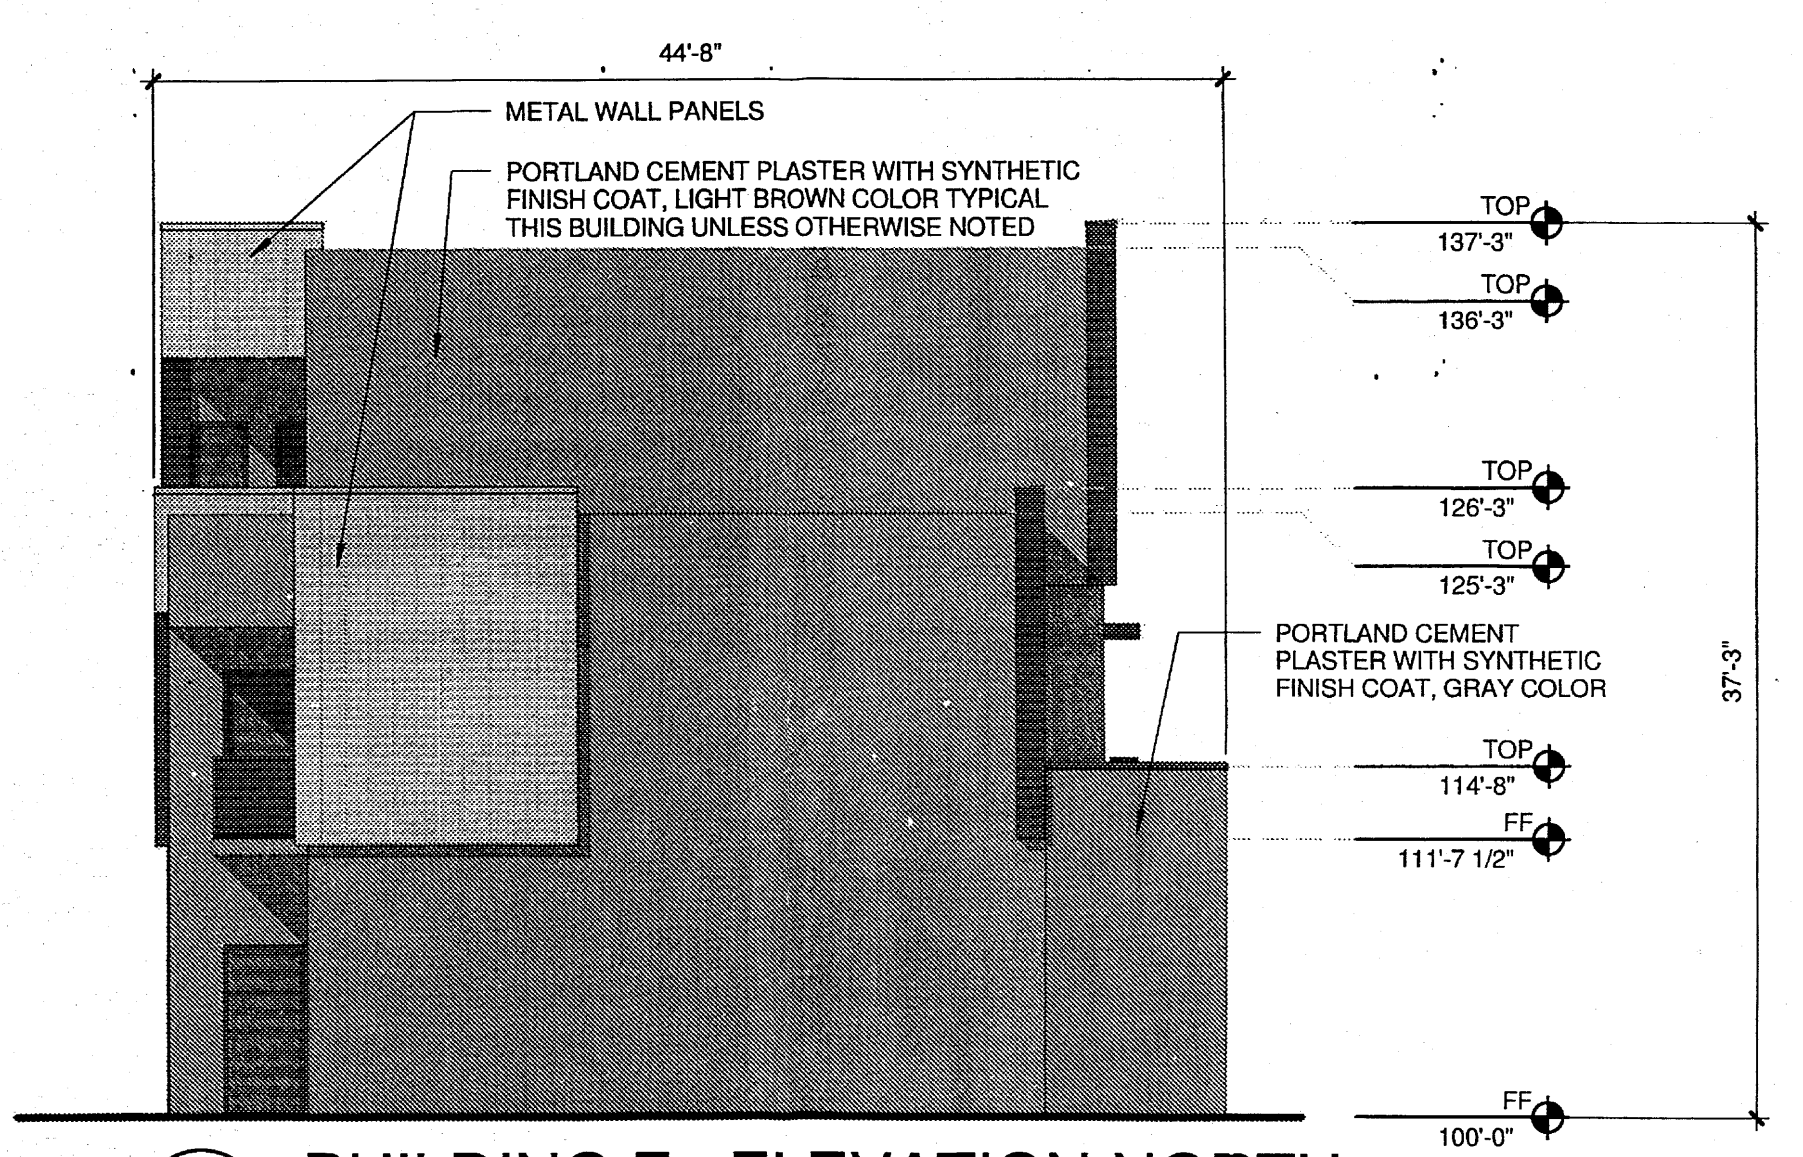 44'-8"
METAL WALL PANELS
PORTLAND CEMENT PLASTER WITH SYNTHETIC
FINISH COAT, LIGHT BROWN COLOR TYPICAL
THIS BUILDING UNLESS OTHERWISE NOTED
TOP
137'-3"
TOP
136'-3"
TOP
126'-3"
TOP
125'-3"
PORTLAND CEMENT
PLASTER WITH SYNTHETIC
FINISH COAT, GRAY COLOR
37'-3"
TOP
114'-8"
FF
111'-7 1/2"
FF
100'-0"
ELEVATION NORTH